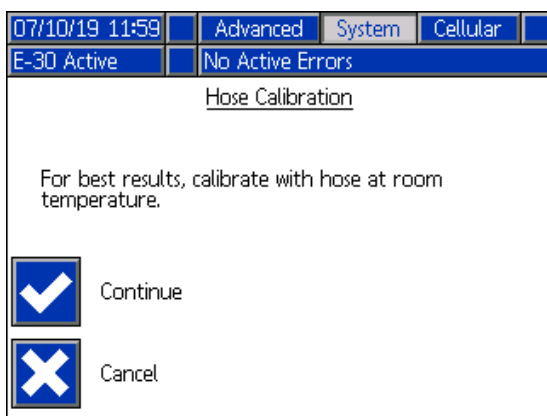 07/10/19 11:59 Advanced System Cellular
E-30 Active No Active Errors
Hose Calibration
For best results, calibrate with hose at room
temperature.
Continue
Cancel